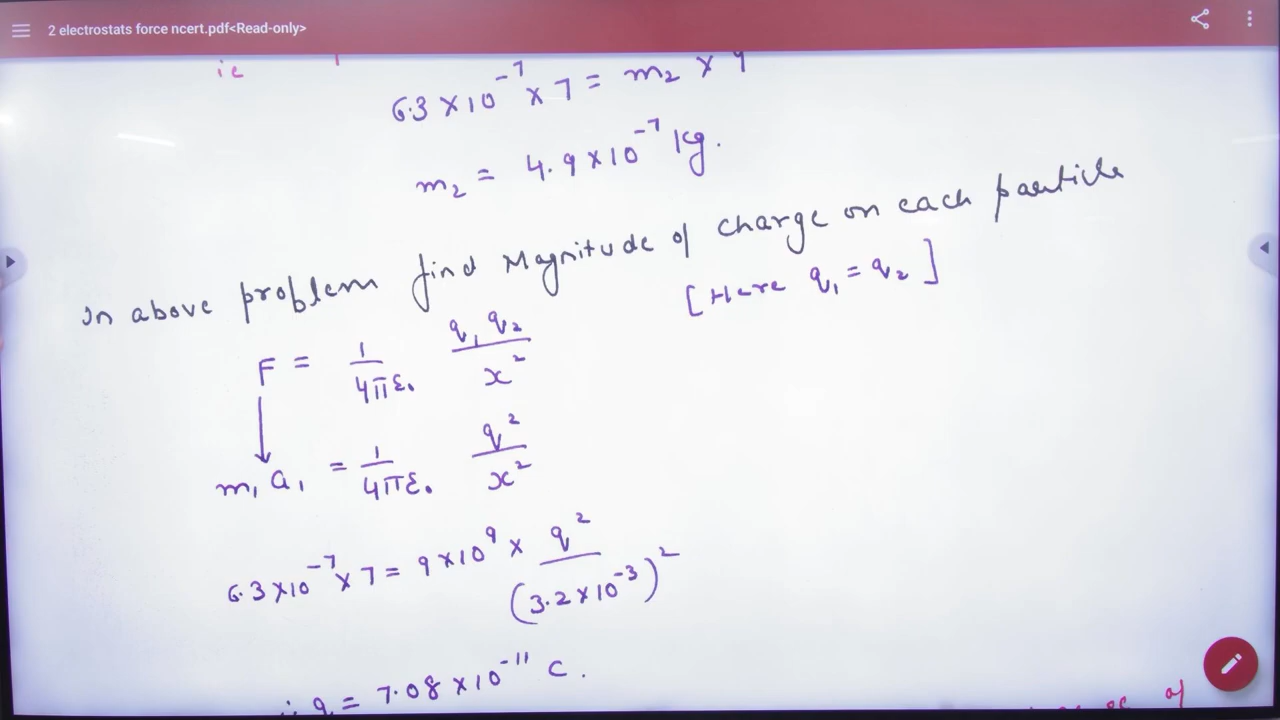 2 electrostats force ncert.pdf<Read-only>
ie
6.3 × 10⁻⁷ × 7 = m₂ × 9
m₂ = 4.9 × 10⁻⁷ Kg.
In above problem find Magnitude of charge on each particle
[Here q₁ = q₂]
F = 1/4πε₀ q₁q₂/x²
m₁a₁ = 1/4πε₀ q²/x²
6.3 × 10⁻⁷ × 7 = 9 × 10⁹ × q²/(3.2 × 10⁻³)²
∴ q = 7.08 × 10⁻¹¹ C.
of